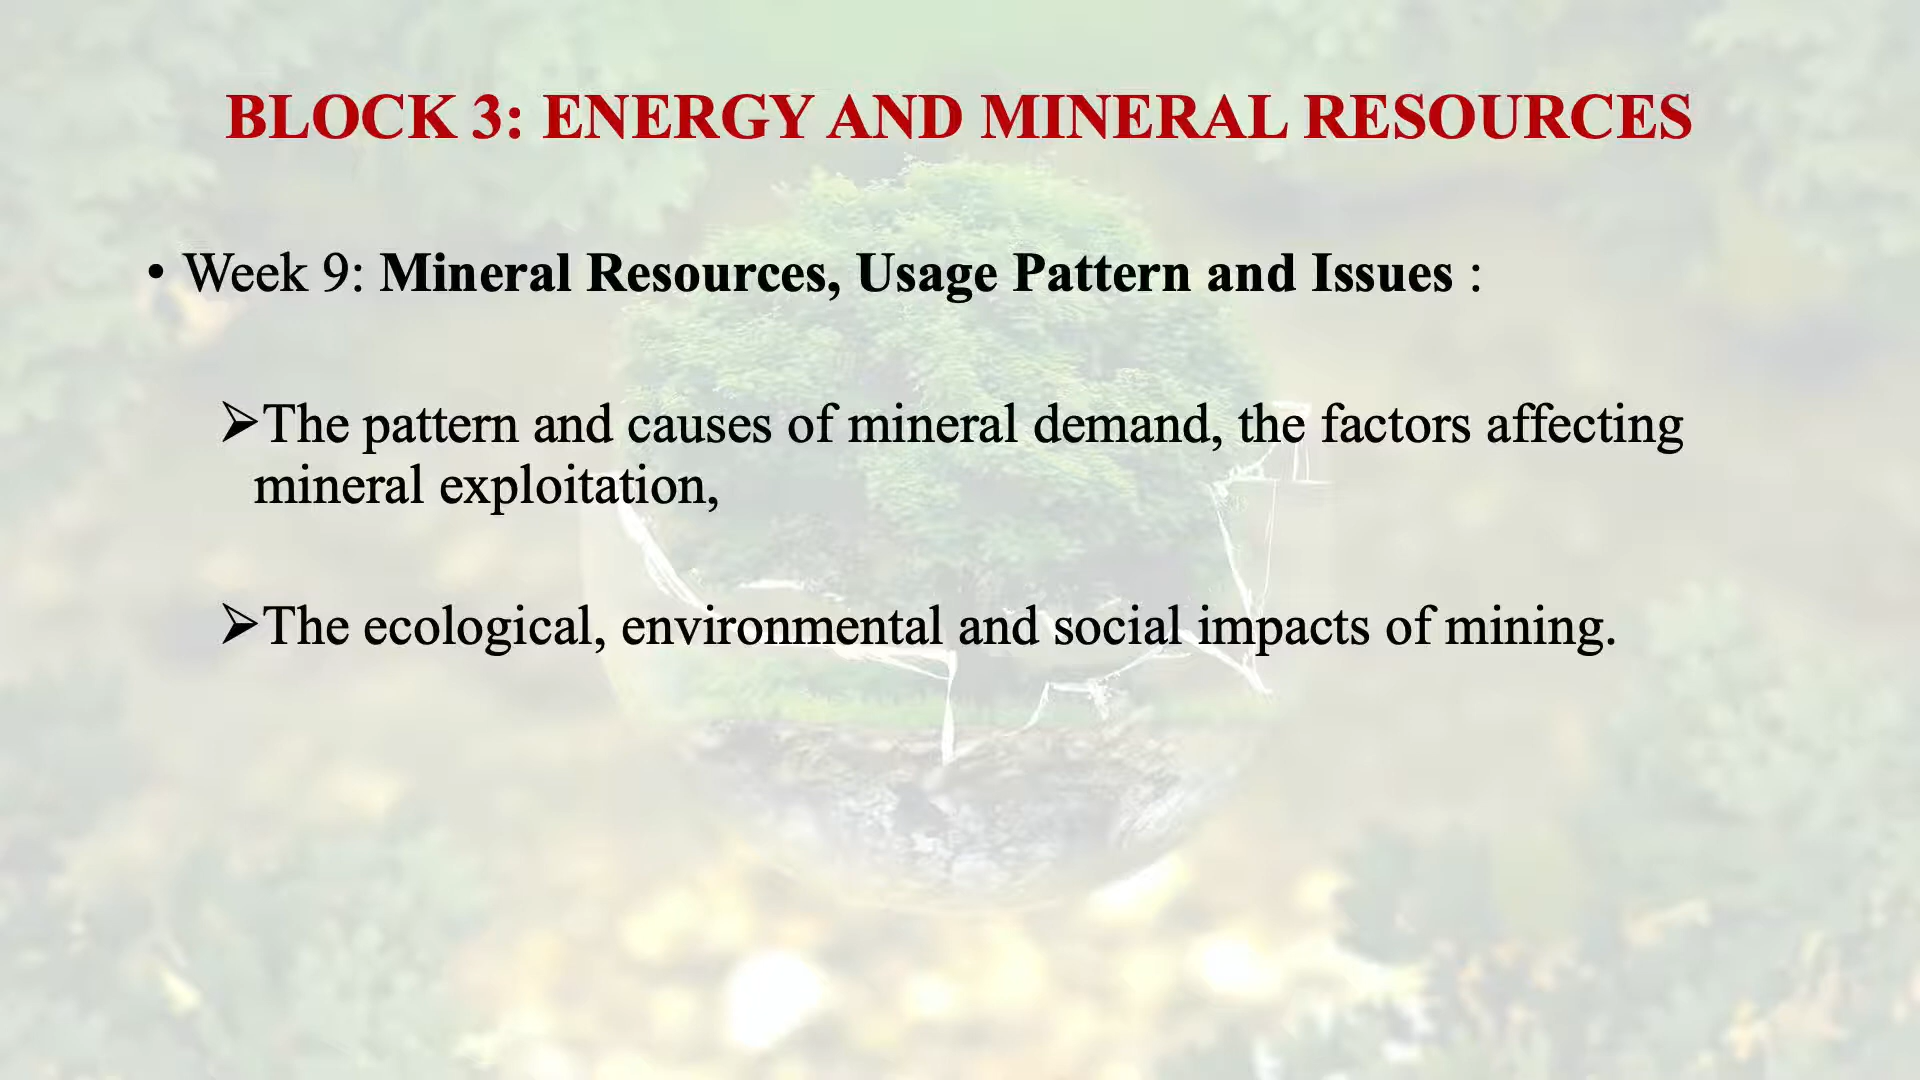 BLOCK 3: ENERGY AND MINERAL RESOURCES
• Week 9: Mineral Resources, Usage Pattern and Issues :
➢The pattern and causes of mineral demand, the factors affecting
mineral exploitation,
➢The ecological, environmental and social impacts of mining.